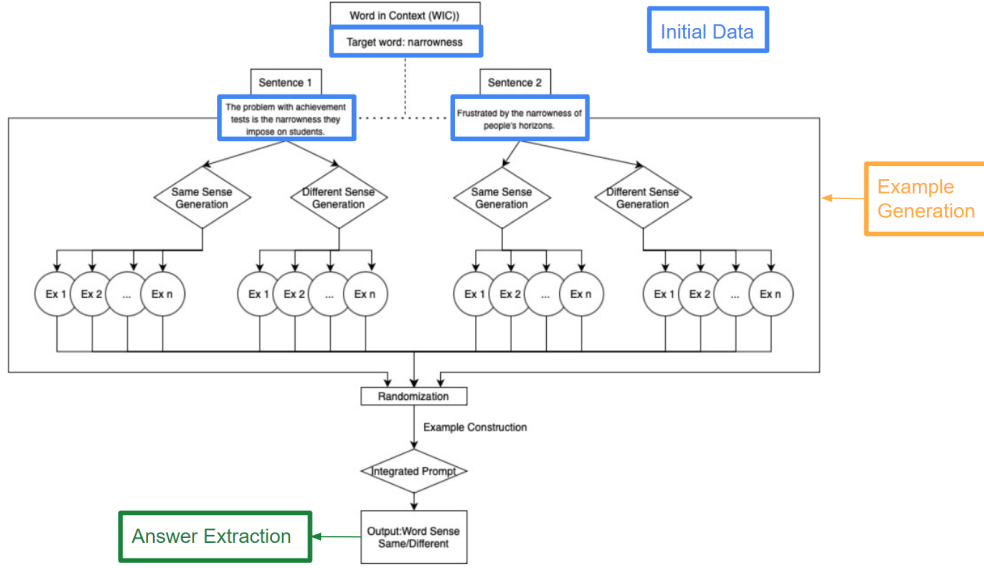 Word in Context (WIC))
Target word: narrowness
Initial Data
Sentence 1
Sentence 2
The problem with achievement
tests is the narrowness they
impose on students.
Frustrated by the narrowness of
people's horizons.
Same Sense
Generation
Different Sense
Generation
Same Sense
Generation
Different Sense
Generation
Example
Generation
Ex 1
Ex 2
...
Ex n
Ex 1
Ex 2
...
Ex n
Ex 1
Ex 2
...
Ex n
Ex 1
Ex 2
...
Ex n
Randomization
Example Construction
Integrated Prompt
Output:Word Sense
Same/Different
Answer Extraction